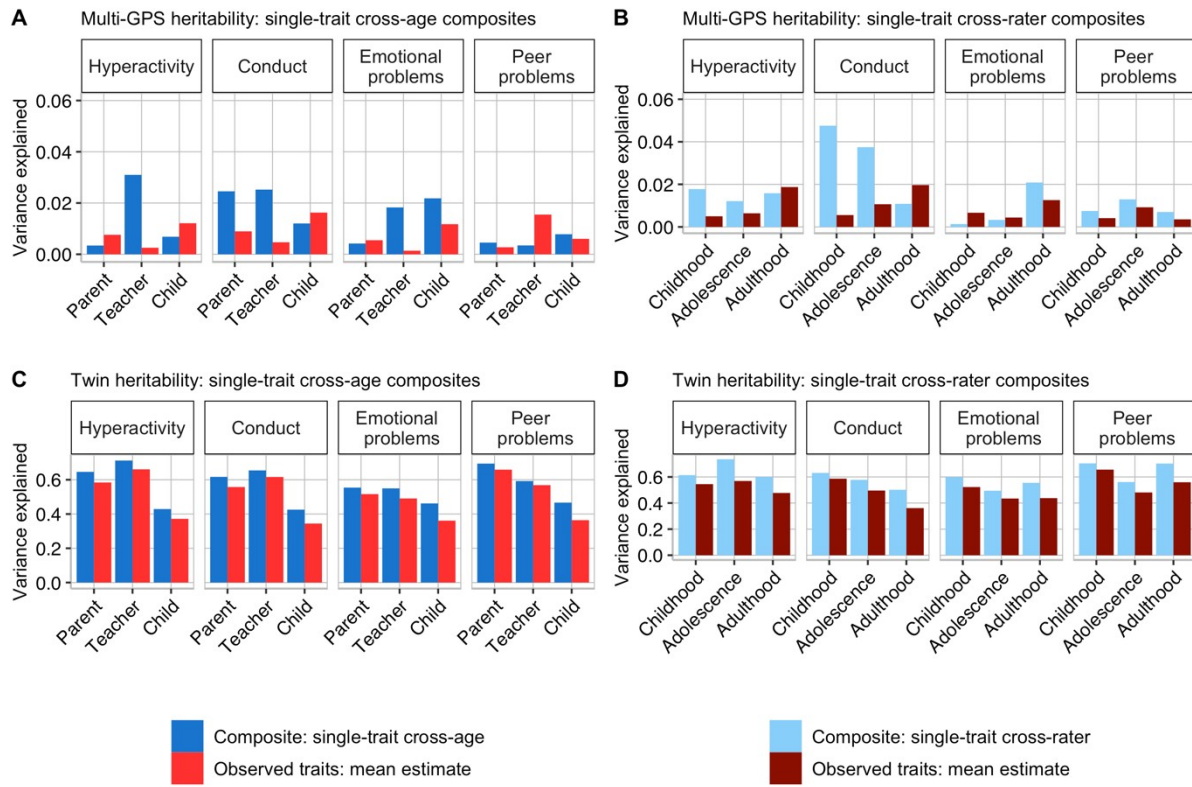 A Multi-GPS heritability: single-trait cross-age composites
Hyperactivity Conduct Emotional problems Peer problems
Variance explained
0.06
0.04
0.02
0.00
Parent Teacher Child Parent Teacher Child Parent Teacher Child Parent Teacher Child
B Multi-GPS heritability: single-trait cross-rater composites
Hyperactivity Conduct Emotional problems Peer problems
Variance explained
0.06
0.04
0.02
0.00
Childhood Adolescence Adulthood Childhood Adolescence Adulthood Childhood Adolescence Adulthood Childhood Adolescence Adulthood
C Twin heritability: single-trait cross-age composites
Hyperactivity Conduct Emotional problems Peer problems
Variance explained
0.6
0.4
0.2
0.0
Parent Teacher Child Parent Teacher Child Parent Teacher Child Parent Teacher Child
D Twin heritability: single-trait cross-rater composites
Hyperactivity Conduct Emotional problems Peer problems
Variance explained
0.6
0.4
0.2
0.0
Childhood Adolescence Adulthood Childhood Adolescence Adulthood Childhood Adolescence Adulthood Childhood Adolescence Adulthood
Composite: single-trait cross-age
Observed traits: mean estimate
Composite: single-trait cross-rater
Observed traits: mean estimate